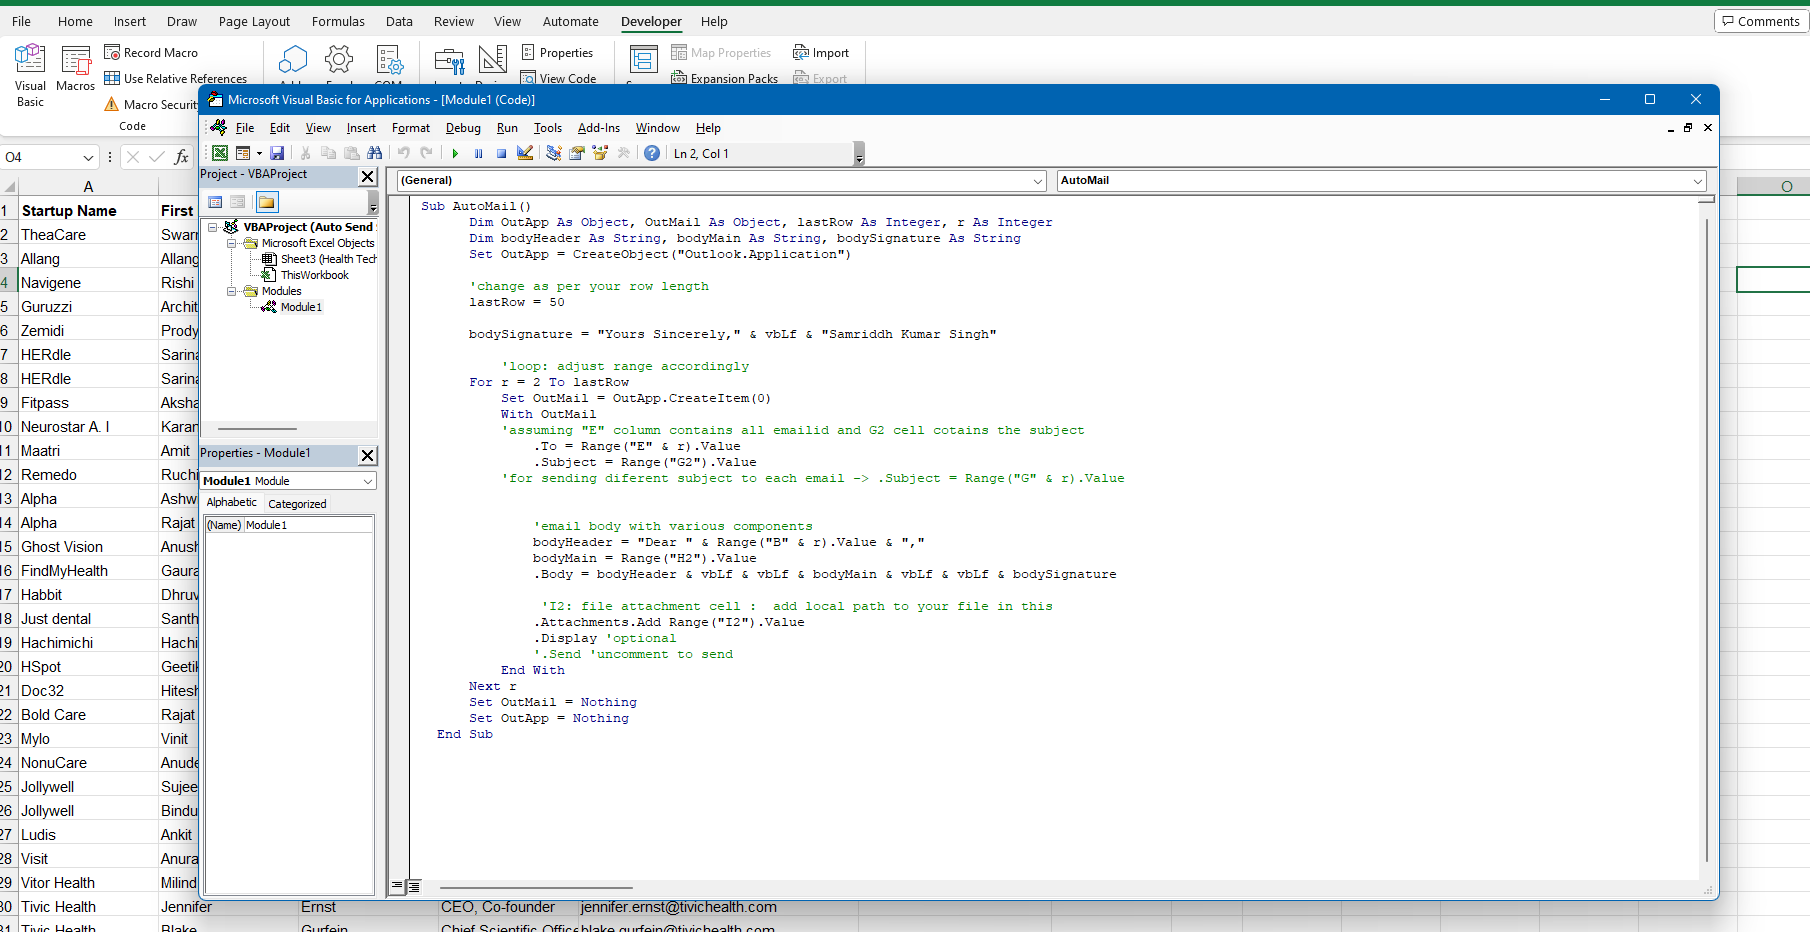 File Home Insert Draw Page Layout Formulas Data Review View Automate Developer Help Comments
Visual Basic
Macros
Record Macro
Use Relative References
Macro Securit
Code
Properties
View Code
Map Properties
Expansion Packs
Import
Export
Microsoft Visual Basic for Applications - [Module1 (Code)]
File Edit View Insert Format Debug Run Tools Add-Ins Window Help
Ln 2, Col 1
O4
fx
A
O
Project - VBAProject
VBAProject (Auto Send
Microsoft Excel Objects
Sheet3 (Health Tech
ThisWorkbook
Modules
Module1
Properties - Module1
Module1 Module
Alphabetic Categorized
(Name) Module1
(General) AutoMail
Sub AutoMail()
Dim OutApp As Object, OutMail As Object, lastRow As Integer, r As Integer
Dim bodyHeader As String, bodyMain As String, bodySignature As String
Set OutApp = CreateObject("Outlook.Application")
'change as per your row length
lastRow = 50
bodySignature = "Yours Sincerely," & vbLf & "Samriddh Kumar Singh"
'loop: adjust range accordingly
For r = 2 To lastRow
Set OutMail = OutApp.CreateItem(0)
With OutMail
'assuming "E" column contains all emailid and G2 cell cotains the subject
.To = Range("E" & r).Value
.Subject = Range("G2").Value
'for sending diferent subject to each email -> .Subject = Range("G" & r).Value
'email body with various components
bodyHeader = "Dear " & Range("B" & r).Value & ","
bodyMain = Range("H2").Value
.Body = bodyHeader & vbLf & vbLf & bodyMain & vbLf & vbLf & bodySignature
'I2: file attachment cell :  add local path to your file in this
.Attachments.Add Range("I2").Value
.Display 'optional
'.Send 'uncomment to send
End With
Next r
Set OutMail = Nothing
Set OutApp = Nothing
End Sub
1 Startup Name First
2 TheaCare Swar
3 Allang Allang
4 Navigene Rishi
5 Guruzzi Archit
6 Zemidi Prody
7 HERdle Sarina
8 HERdle Sarina
9 Fitpass Aksha
10 Neurostar A. I Karan
11 Maatri Amit
12 Remedo Ruchi
13 Alpha Ashw
14 Alpha Rajat
15 Ghost Vision Anush
16 FindMyHealth Gaura
17 Habbit Dhruv
18 Just dental Santh
19 Hachimichi Hachi
20 HSpot Geetik
21 Doc32 Hitesh
22 Bold Care Rajat
23 Mylo Vinit
24 NonuCare Anude
25 Jollywell Sujee
26 Jollywell Bindu
27 Ludis Ankit
28 Visit Anura
29 Vitor Health Milind
30 Tivic Health Jennifer Ernst CEO, Co-founder jennifer.ernst@tivichealth.com
31 Tivic Health Blake Gurfein Chief Scientific Office blake.gurfein@tivichealth.com